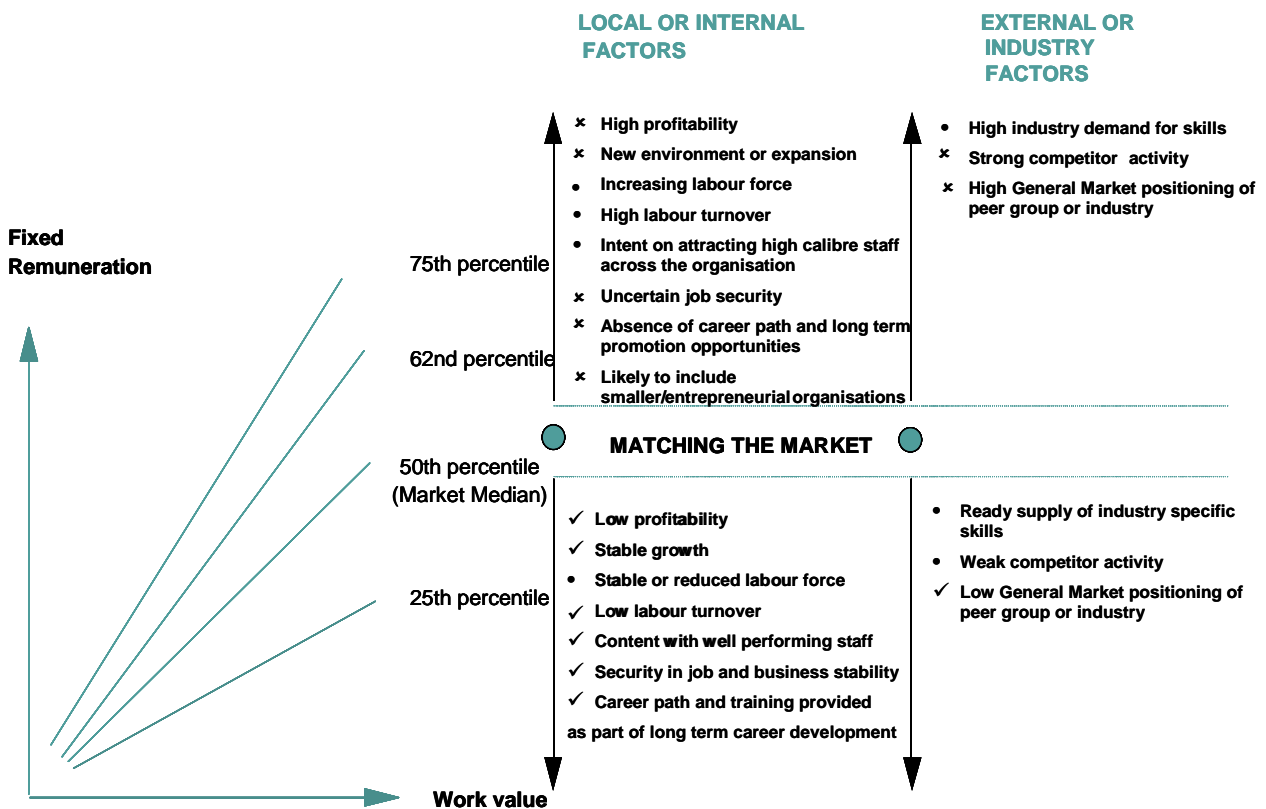 LOCAL OR INTERNAL
FACTORS
EXTERNAL OR
INDUSTRY
FACTORS
Fixed
Remuneration
75th percentile
62nd percentile
50th percentile
(Market Median)
25th percentile
Work value
× High profitability
× New environment or expansion
• Increasing labour force
• High labour turnover
• Intent on attracting high calibre staff
across the organisation
× Uncertain job security
× Absence of career path and long term
promotion opportunities
× Likely to include
smaller/entrepreneurial organisations
• High industry demand for skills
× Strong competitor activity
× High General Market positioning of
peer group or industry
MATCHING THE MARKET
✓ Low profitability
✓ Stable growth
• Stable or reduced labour force
✓ Low labour turnover
✓ Content with well performing staff
✓ Security in job and business stability
✓ Career path and training provided
as part of long term career development
• Ready supply of industry specific
skills
• Weak competitor activity
✓ Low General Market positioning of
peer group or industry